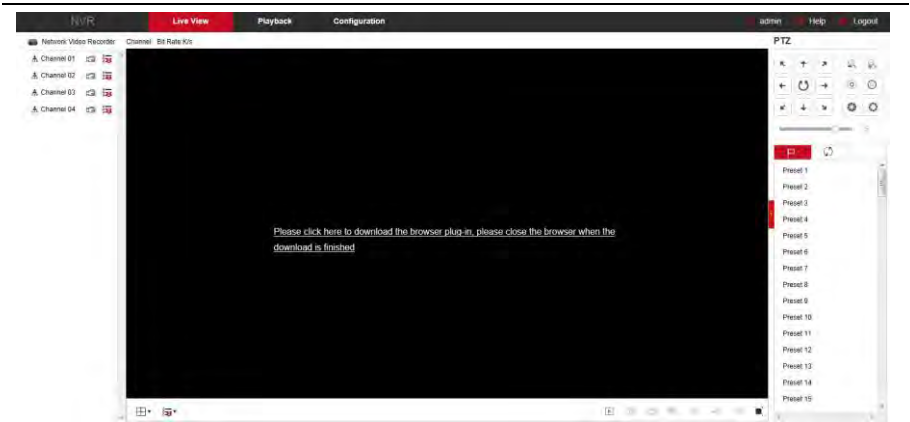 NVR Live View Playback Configuration admin Help Logout
Network Video Recorder Channel Bit Rate K/s PTZ
Channel 01
Channel 02
Channel 03
Channel 04
Please click here to download the browser plug-in, please close the browser when the
download is finished
Preset 1
Preset 2
Preset 3
Preset 4
Preset 5
Preset 6
Preset 7
Preset 8
Preset 9
Preset 10
Preset 11
Preset 12
Preset 13
Preset 14
Preset 15